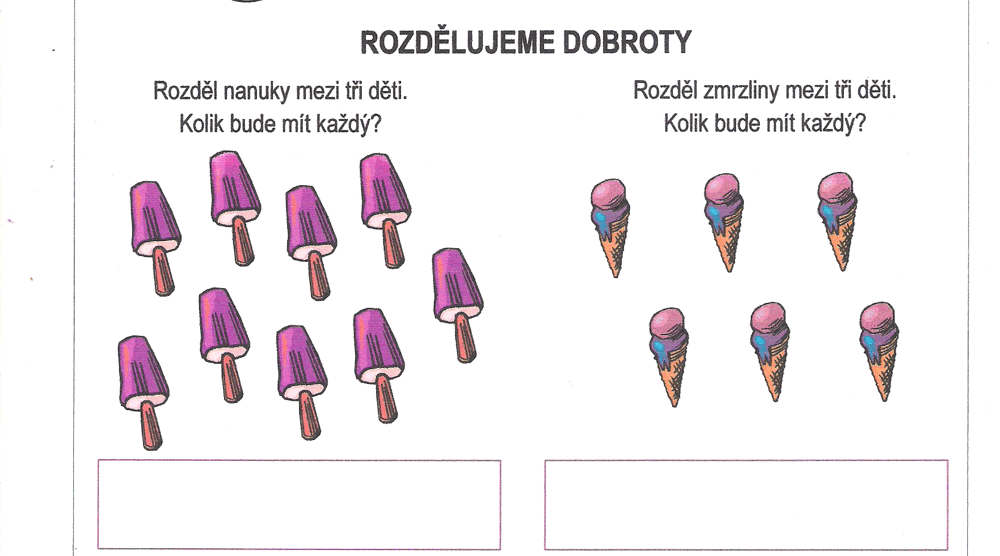 ROZDĚLUJEME DOBROTY
Rozděl nanuky mezi tři děti.
Kolik bude mít každý?
Rozděl zmrzliny mezi tři děti.
Kolik bude mít každý?